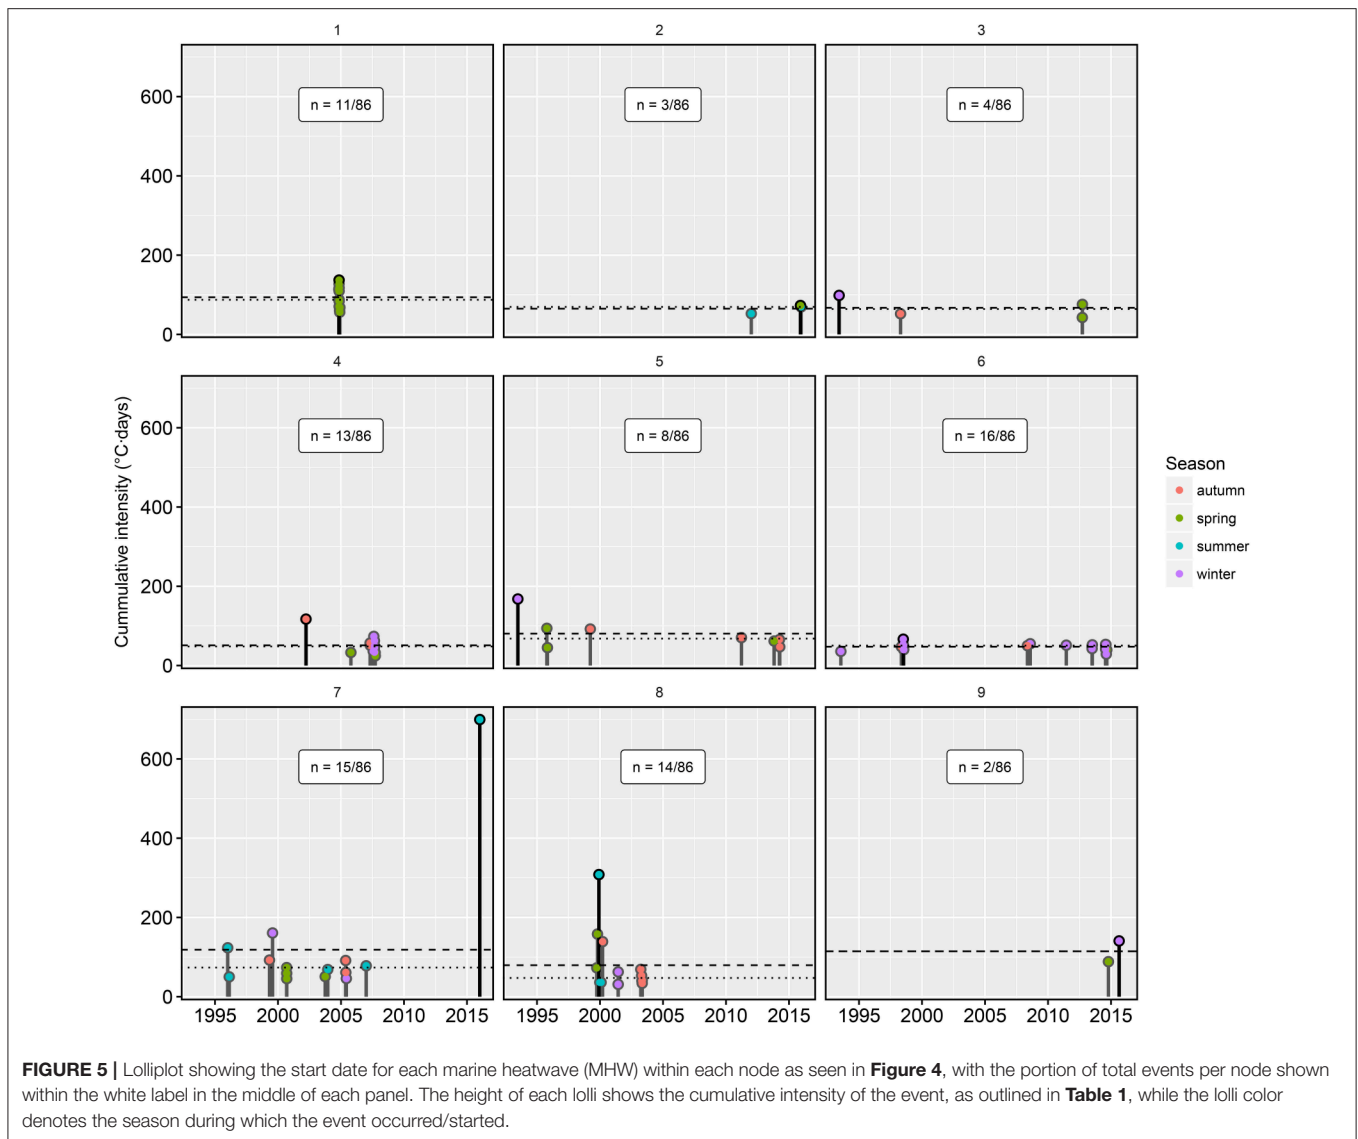 1 2 3
600
400
200
0
n = 11/86
n = 3/86
n = 4/86
4 5 6
Cummulative intensity (°C·days)
600
400
200
0
n = 13/86
n = 8/86
n = 16/86
Season
autumn
spring
summer
winter
7 8 9
600
400
200
0
n = 15/86
n = 14/86
n = 2/86
1995 2000 2005 2010 2015 1995 2000 2005 2010 2015 1995 2000 2005 2010 2015
FIGURE 5 | Lolliplot showing the start date for each marine heatwave (MHW) within each node as seen in Figure 4, with the portion of total events per node shown
within the white label in the middle of each panel. The height of each lolli shows the cumulative intensity of the event, as outlined in Table 1, while the lolli color
denotes the season during which the event occurred/started.